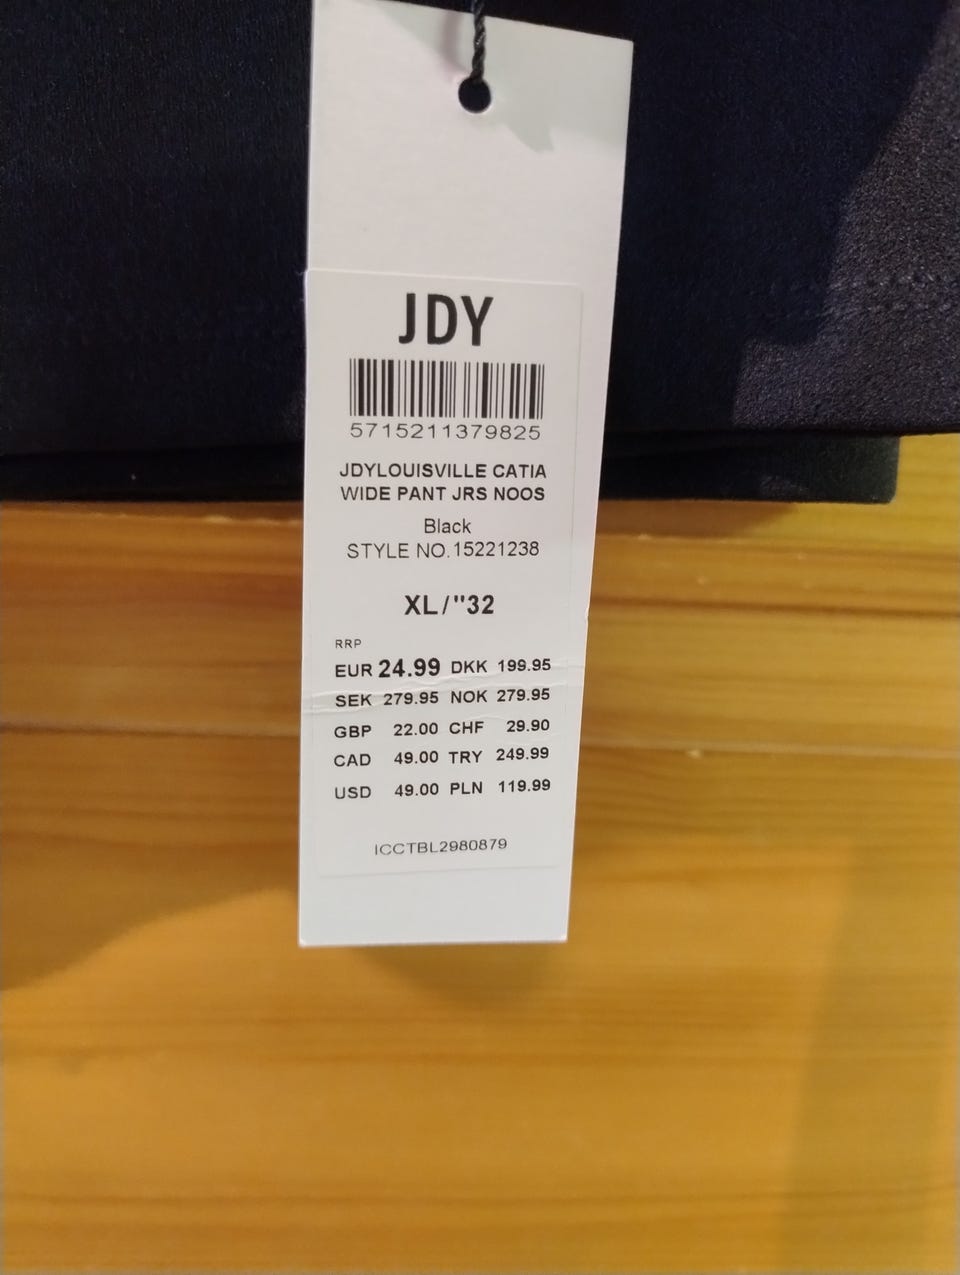 JDY
5715211379825
JDYLOUISVILLE CATIA
WIDE PANT JRS NOOS
Black
STYLE NO.15221238
XL/"32
RRP
EUR 24.99 DKK 199.95
SEK 279.95 NOK 279.95
GBP 22.00 CHF 29.90
CAD 49.00 TRY 249.99
USD 49.00 PLN 119.99
ICCTBL2980879